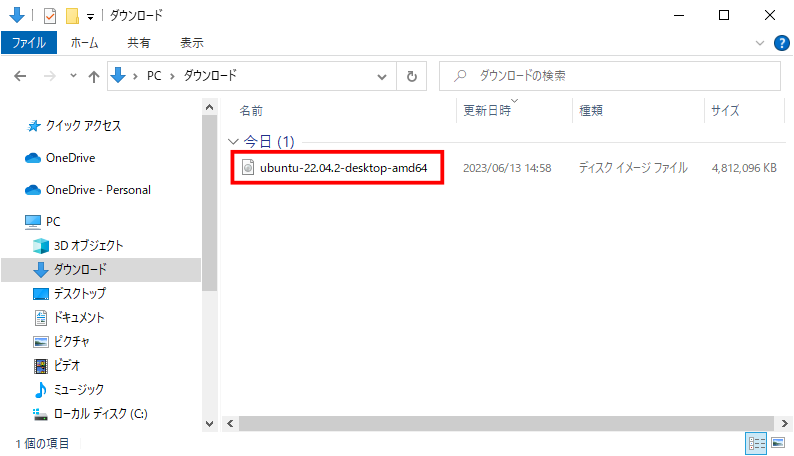 ダウンロード
ファイル ホーム 共有 表示
PC ダウンロード ダウンロードの検索
名前 更新日時 種類 サイズ
クイック アクセス
OneDrive
OneDrive - Personal
PC
3D オブジェクト
ダウンロード
デスクトップ
ドキュメント
ピクチャ
ビデオ
ミュージック
ローカル ディスク (C:)
今日 (1)
ubuntu-22.04.2-desktop-amd64 2023/06/13 14:58 ディスク イメージ ファイル 4,812,096 KB
1 個の項目